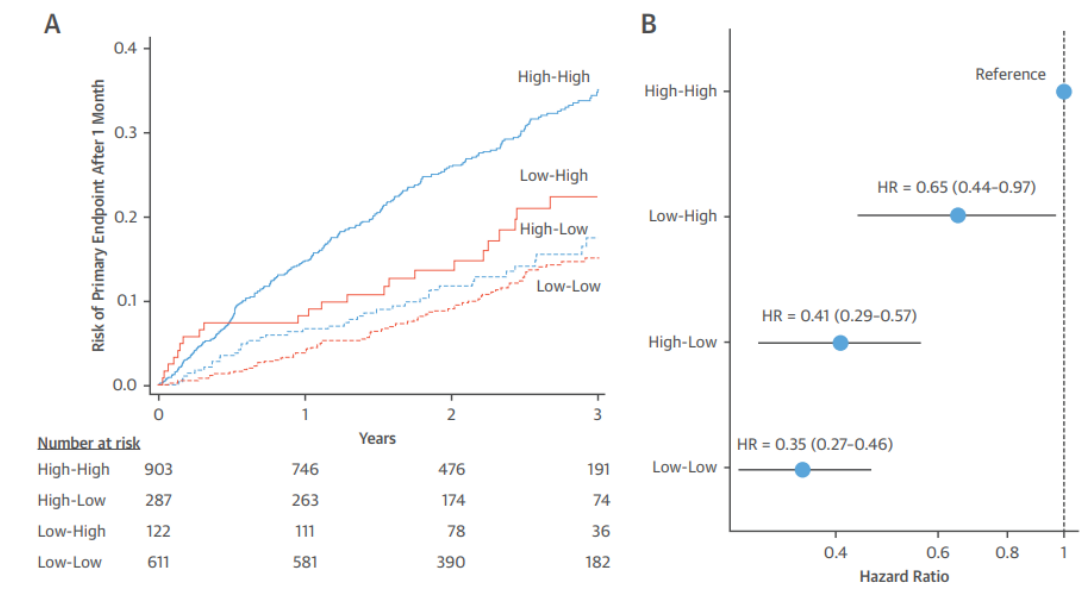 A
Risk of Primary Endpoint After 1 Month
0.4
0.3
0.2
0.1
0.0
High-High
Low-High
High-Low
Low-Low
0 1 2 3
Years
Number at risk
High-High 903 746 476 191
High-Low 287 263 174 74
Low-High 122 111 78 36
Low-Low 611 581 390 182
B
Reference
High-High
HR = 0.65 (0.44–0.97)
Low-High
HR = 0.41 (0.29–0.57)
High-Low
HR = 0.35 (0.27–0.46)
Low-Low
0.4 0.6 0.8 1
Hazard Ratio